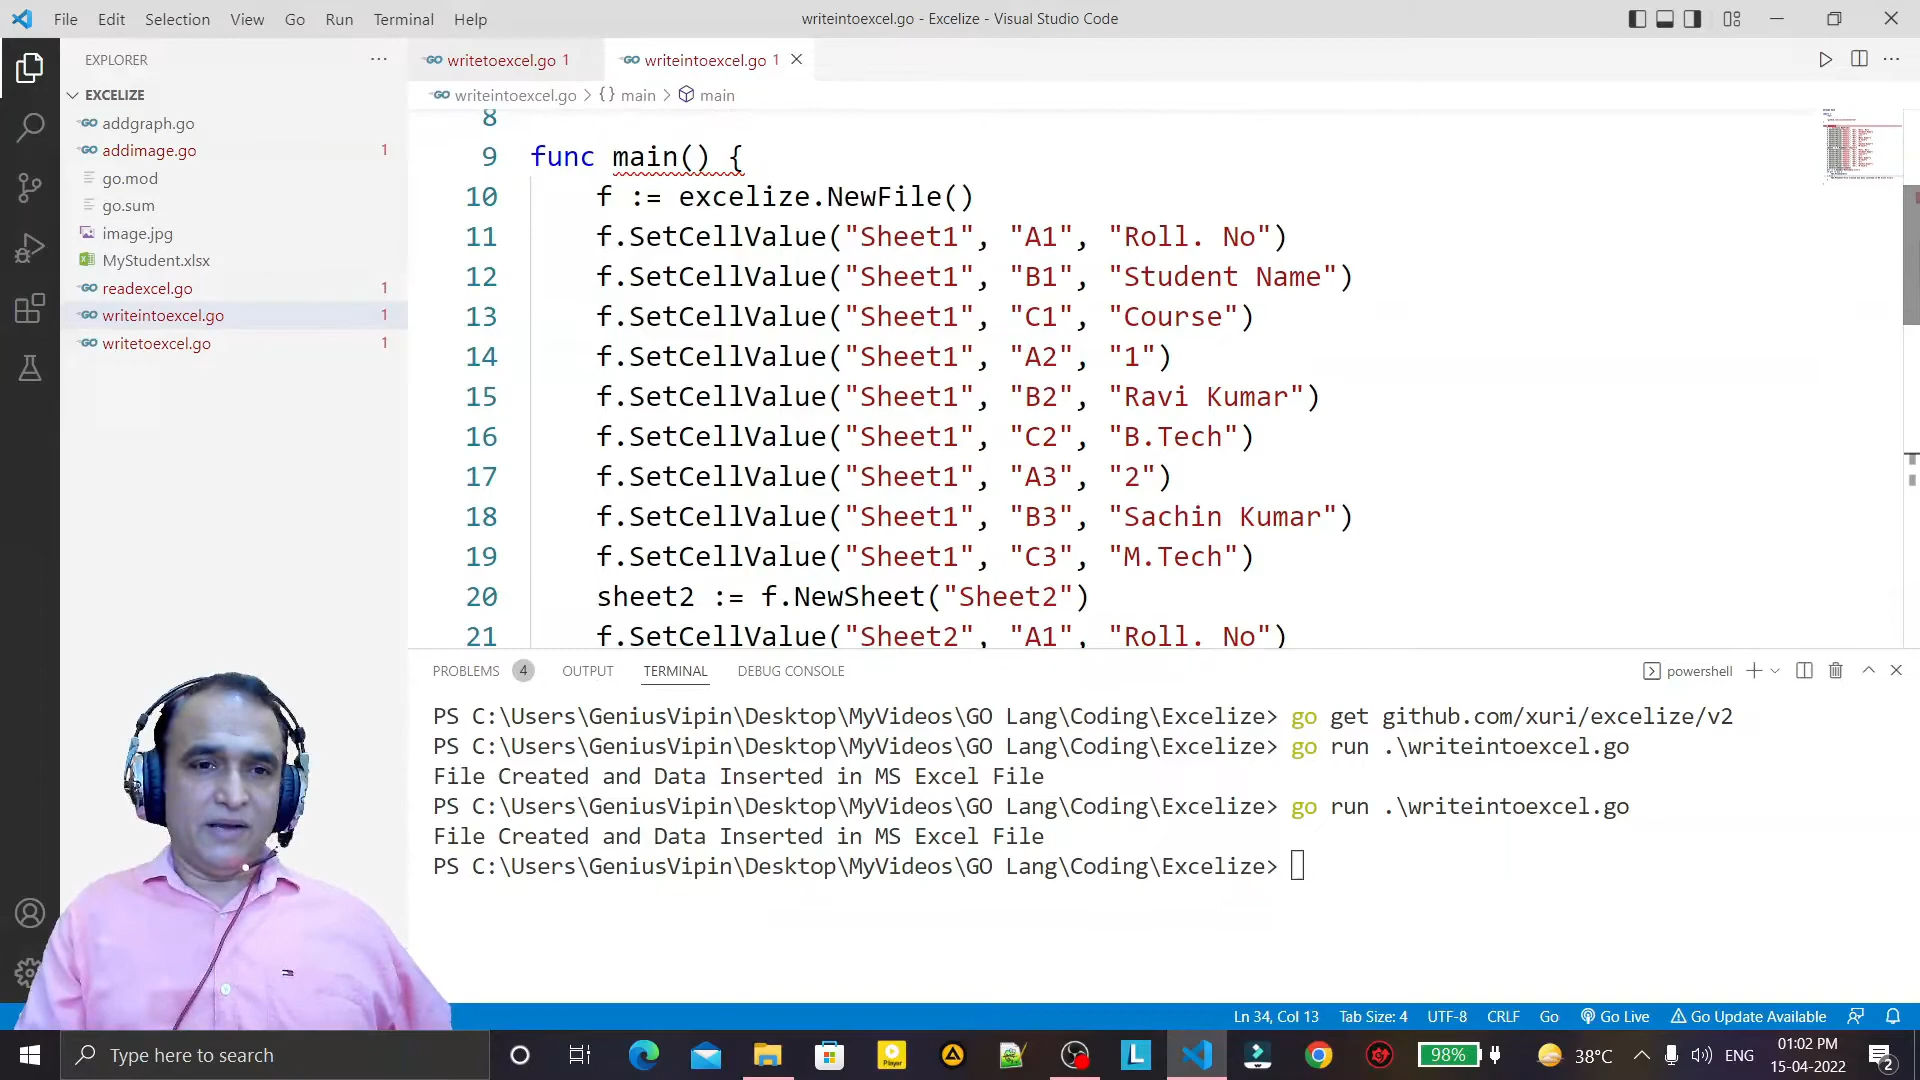 File Edit Selection View Go Run Terminal Help
writeintoexcel.go - Excelize - Visual Studio Code
EXPLORER
EXCELIZE
addgraph.go
addimage.go 1
go.mod
go.sum
image.jpg
MyStudent.xlsx
readexcel.go 1
writeintoexcel.go 1
writetoexcel.go 1
writetoexcel.go 1
writeintoexcel.go 1
writeintoexcel.go > {} main > main
8
9 func main() {
10 f := excelize.NewFile()
11 f.SetCellValue("Sheet1", "A1", "Roll. No")
12 f.SetCellValue("Sheet1", "B1", "Student Name")
13 f.SetCellValue("Sheet1", "C1", "Course")
14 f.SetCellValue("Sheet1", "A2", "1")
15 f.SetCellValue("Sheet1", "B2", "Ravi Kumar")
16 f.SetCellValue("Sheet1", "C2", "B.Tech")
17 f.SetCellValue("Sheet1", "A3", "2")
18 f.SetCellValue("Sheet1", "B3", "Sachin Kumar")
19 f.SetCellValue("Sheet1", "C3", "M.Tech")
20 sheet2 := f.NewSheet("Sheet2")
21 f.SetCellValue("Sheet2", "A1", "Roll. No")
PROBLEMS 4 OUTPUT TERMINAL DEBUG CONSOLE
powershell
PS C:\Users\GeniusVipin\Desktop\MyVideos\GO Lang\Coding\Excelize> go get github.com/xuri/excelize/v2
PS C:\Users\GeniusVipin\Desktop\MyVideos\GO Lang\Coding\Excelize> go run .\writeintoexcel.go
File Created and Data Inserted in MS Excel File
PS C:\Users\GeniusVipin\Desktop\MyVideos\GO Lang\Coding\Excelize> go run .\writeintoexcel.go
File Created and Data Inserted in MS Excel File
PS C:\Users\GeniusVipin\Desktop\MyVideos\GO Lang\Coding\Excelize>
Ln 34, Col 13 Tab Size: 4 UTF-8 CRLF Go Go Live Go Update Available
Type here to search
Player
L
98%
38°C
ENG
01:02 PM
15-04-2022
2